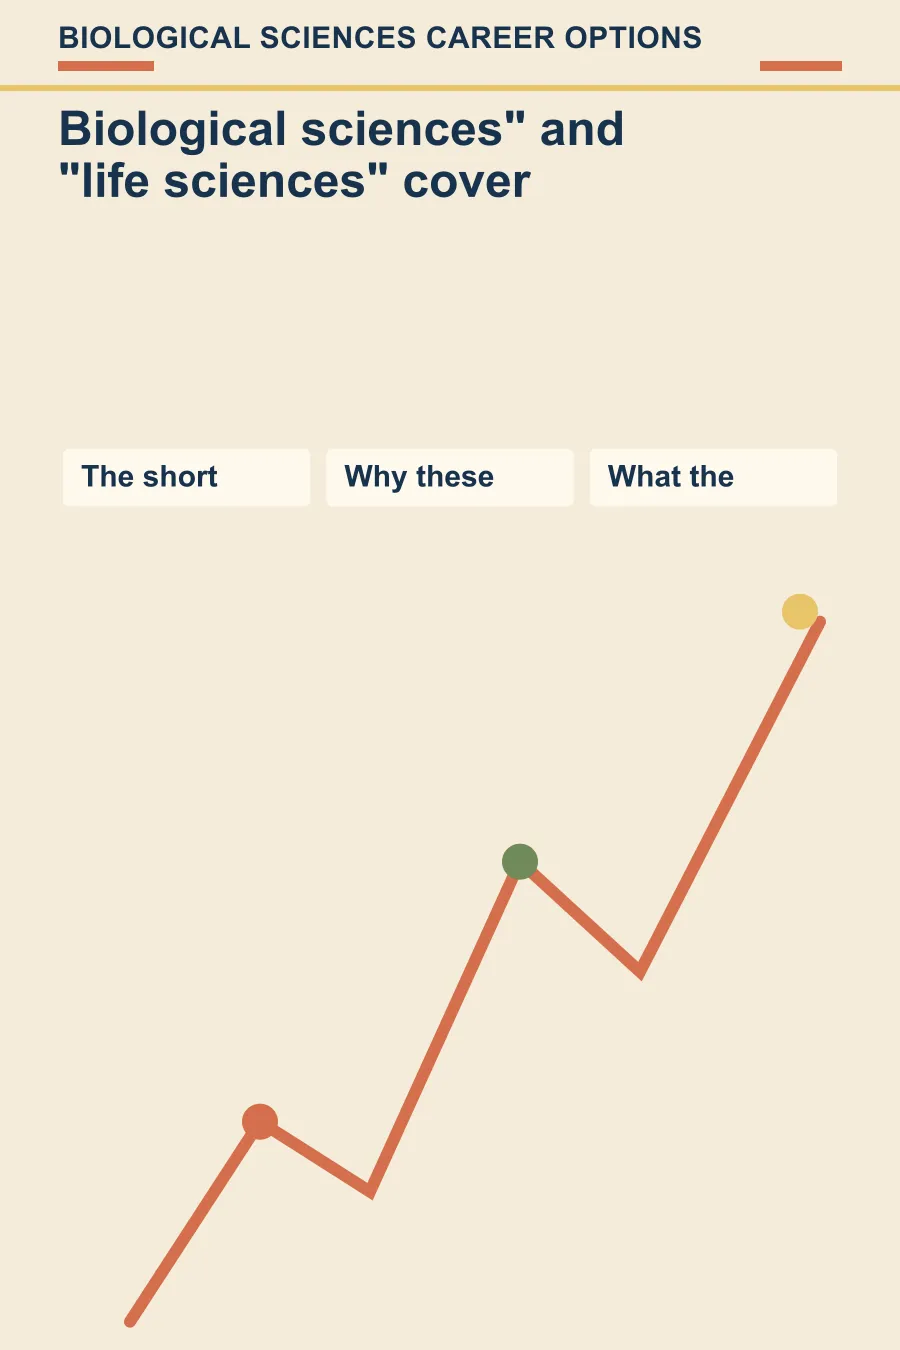 BIOLOGICAL SCIENCES CAREER OPTIONS
Biological sciences" and
"life sciences" cover
The short
Why these
What the